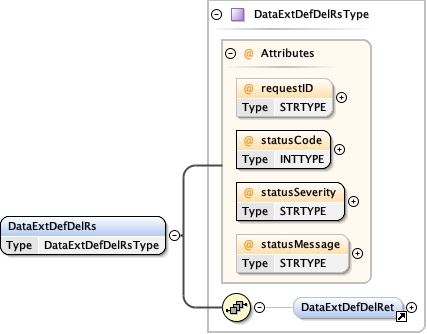 DataExtDefDelRsType
@ Attributes
@ requestID
Type STRTYPE
@ statusCode
Type INTTYPE
@ statusSeverity
Type STRTYPE
DataExtDefDelRs
Type DataExtDefDelRsType
@ statusMessage
Type STRTYPE
DataExtDefDelRet